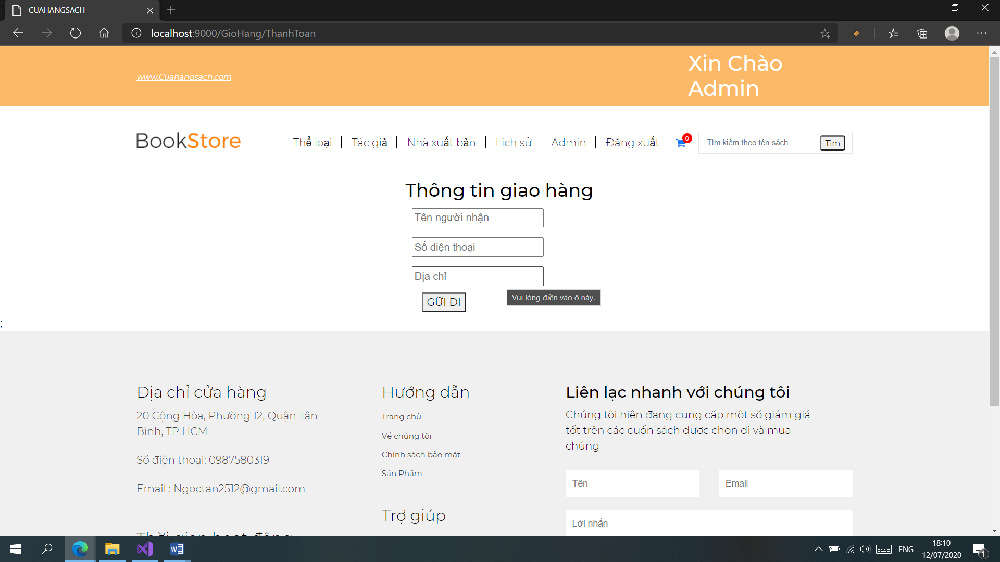 CUAHANGSACH
localhost:9000/GioHang/ThanhToan
www.Cuahangsach.com
Xin Chào
Admin
BookStore
Thể loại
Tác giả
Nhà xuất bản
Lịch sử
Admin
Đăng xuất
0
Tìm kiếm theo tên sách...
Tìm
Thông tin giao hàng
Tên người nhận
Số điện thoại
Địa chỉ
Vui lòng điền vào ô này.
GỬI ĐI
;
Địa chỉ cửa hàng
20 Cộng Hòa, Phường 12, Quận Tân
Bình, TP HCM
Số điện thoại: 0987580319
Email : Ngoctan2512@gmail.com
Thời gian hoạt động
Hướng dẫn
Trang chủ
Về chúng tôi
Chính sách bảo mật
Sản Phẩm
Trợ giúp
Liên lạc nhanh với chúng tôi
Chúng tôi hiện đang cung cấp một số giảm giá
tốt trên các cuốn sách được chọn đi và mua
chúng
Tên
Email
Lời nhắn
ENG
18:10
12/07/2020
1